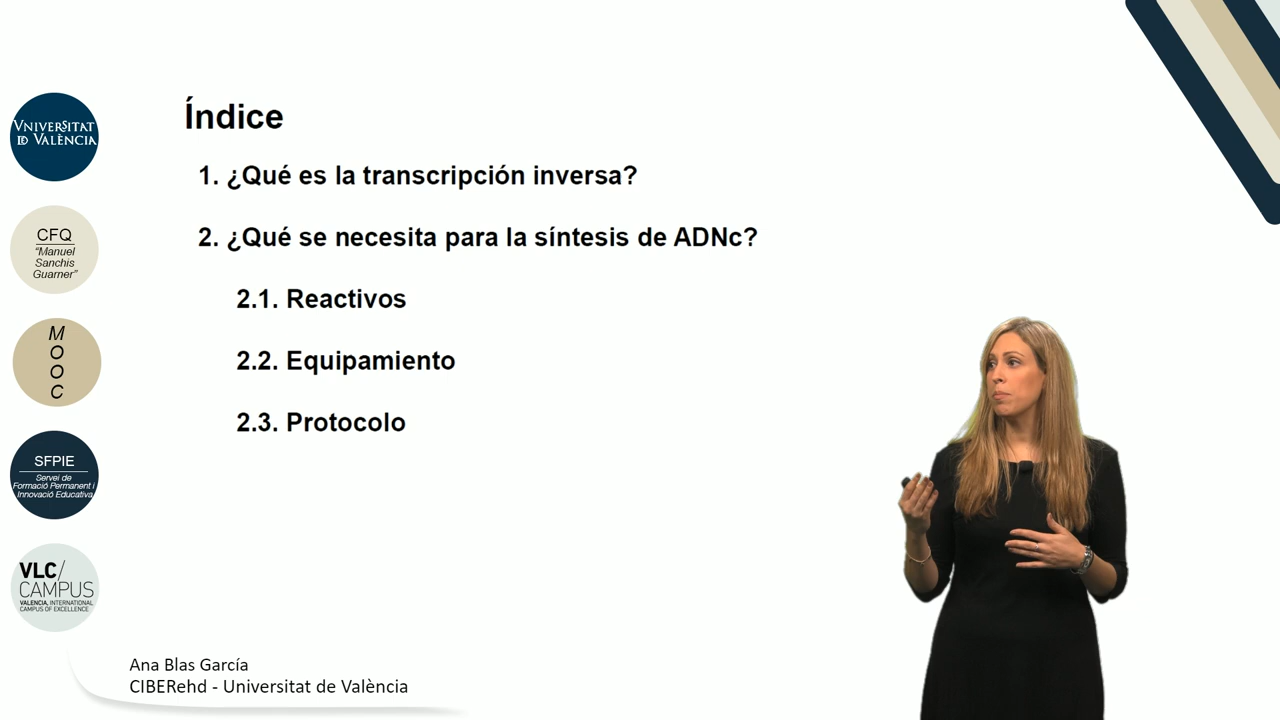 Índice
1. ¿Qué es la transcripción inversa?
2. ¿Qué se necesita para la síntesis de ADNc?
2.1. Reactivos
2.2. Equipamiento
2.3. Protocolo
VNIVERSITAT
ID VALÈNCIA
CFQ
“Manuel
Sanchis
Guarner”
M
O
O
C
SFPIE
Servei de
Formació Permanent i
Innovació Educativa
VLC/
CAMPUS
VALENCIA, INTERNATIONAL
CAMPUS OF EXCELLENCE
Ana Blas García
CIBERehd - Universitat de València